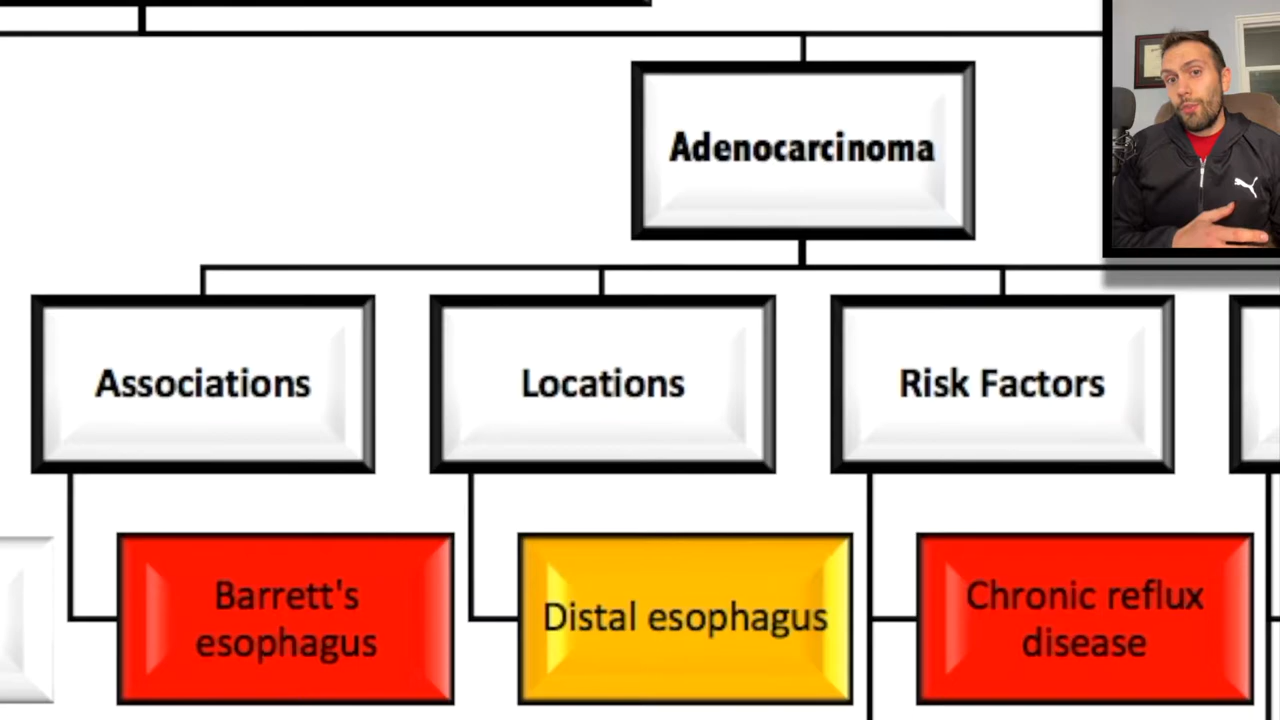 Adenocarcinoma
Associations
Locations
Risk Factors
Barrett's
esophagus
Distal esophagus
Chronic reflux
disease